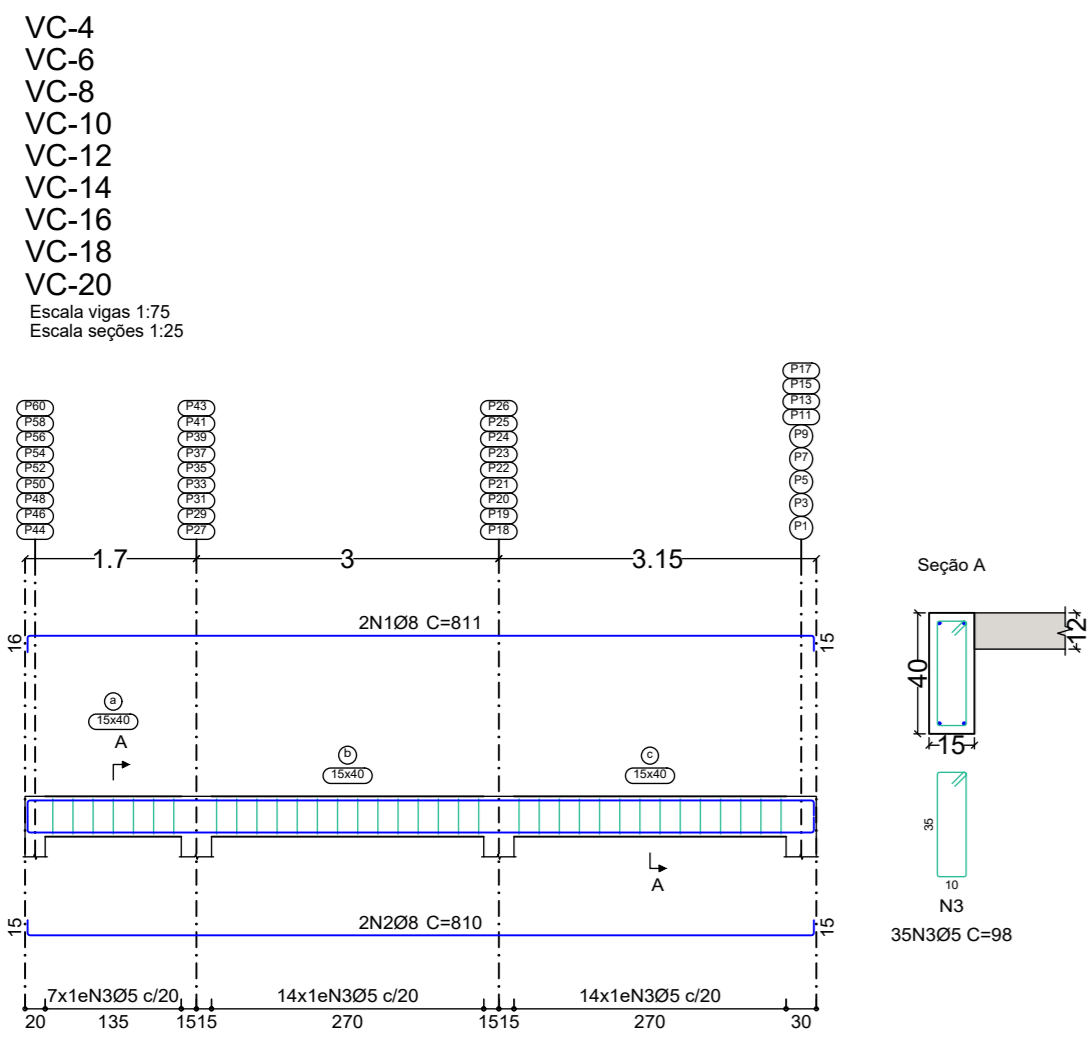 VC-4
VC-6
VC-8
VC-10
VC-12
VC-14
VC-16
VC-18
VC-20
Escala vigas 1:75
Escala seções 1:25
P60
P58
P56
P54
P52
P50
P48
P46
P44
P43
P41
P39
P37
P35
P33
P31
P29
P27
P26
P25
P24
P23
P22
P21
P20
P19
P18
P17
P15
P13
P11
P9
P7
P5
P3
P1
1.7 3 3.15
16 2N1Ø8 C=811 15
a
15x40
A
b
15x40
c
15x40
A
15 2N2Ø8 C=810 15
7x1eN3Ø5 c/20 14x1eN3Ø5 c/20 14x1eN3Ø5 c/20
20 135 15 15 270 15 15 270 30
Seção A
12
40
15
35
10
N3
35N3Ø5 C=98